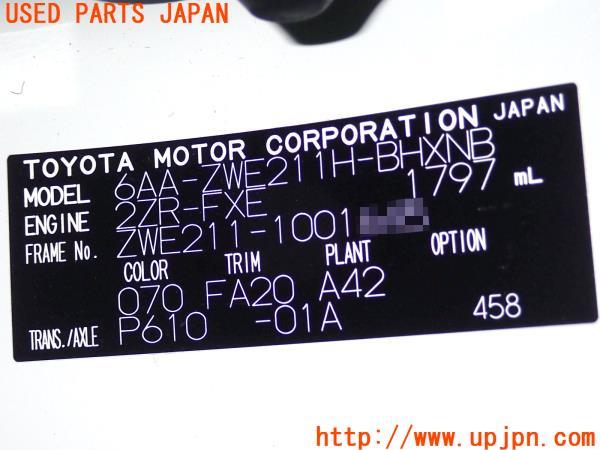 USED PARTS JAPAN
TOYOTA MOTOR CORPORATION JAPAN
MODEL 6AA-ZWE211H-BHXNB
ENGINE 2ZR-FXE 1797 mL
FRAME No. ZWE211-1001
COLOR TRIM PLANT OPTION
070 FA20 A42
TRANS./AXLE P610 -01A 458
http://www.upjpn.com